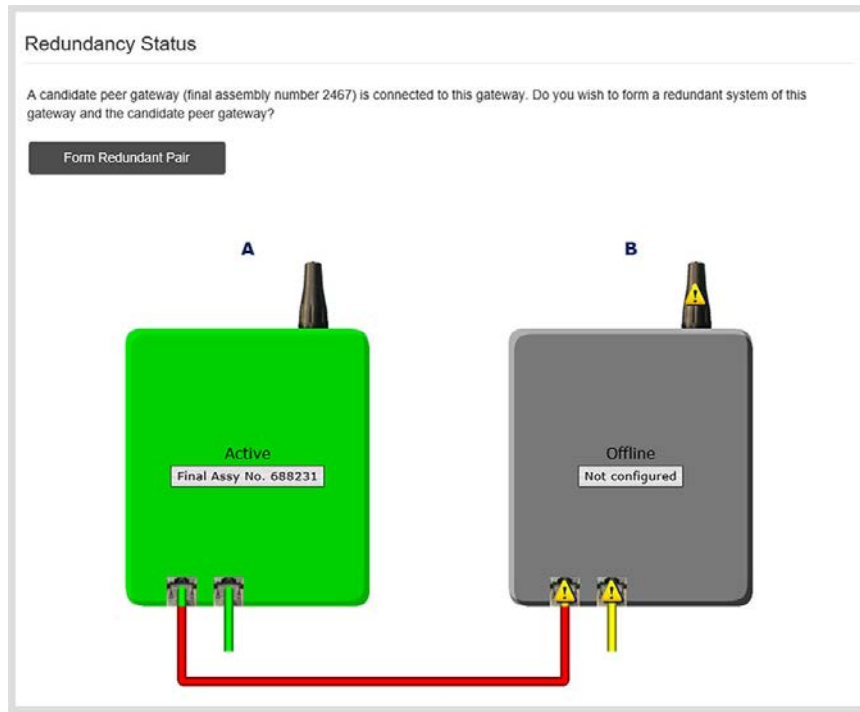 Redundancy Status
A candidate peer gateway (final assembly number 2467) is connected to this gateway. Do you wish to form a redundant system of this
gateway and the candidate peer gateway?
Form Redundant Pair
A
B
Active
Final Assy No. 688231
Offline
Not configured